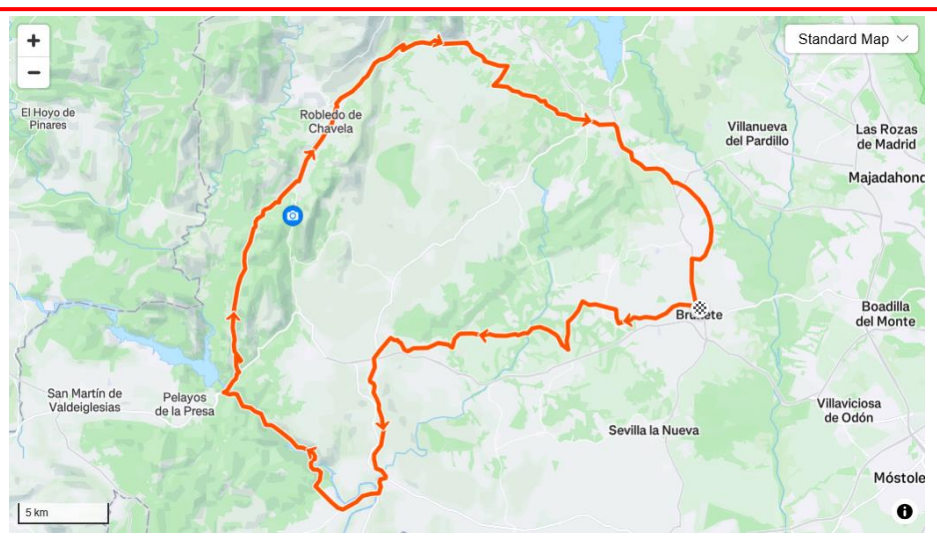 +
Standard Map
−
El Hoyo de
Pinares
Robledo de
Chavela
Villanueva
del Pardillo
Las Rozas
de Madrid
Majadahond
Brunete
Boadilla
del Monte
San Martín de
Valdeiglesias
Pelayos
de la Presa
Villaviciosa
de Odón
Sevilla la Nueva
Móstole
5 km
i